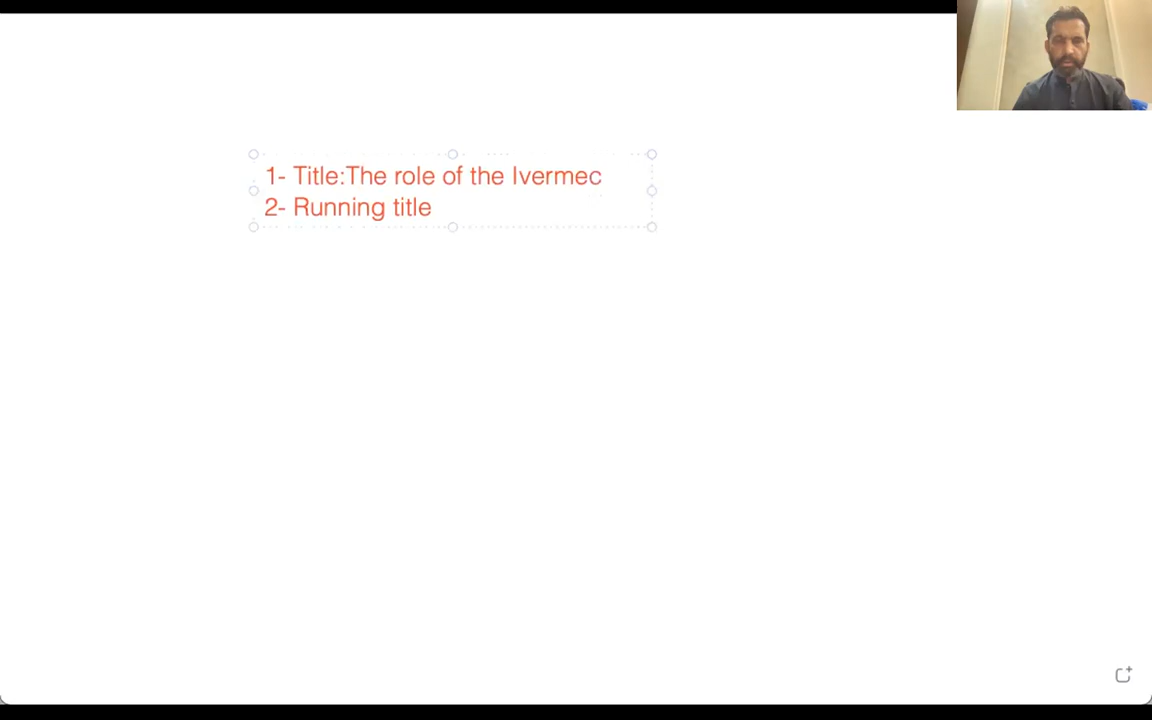 1- Title:The role of the Ivermec
2- Running title